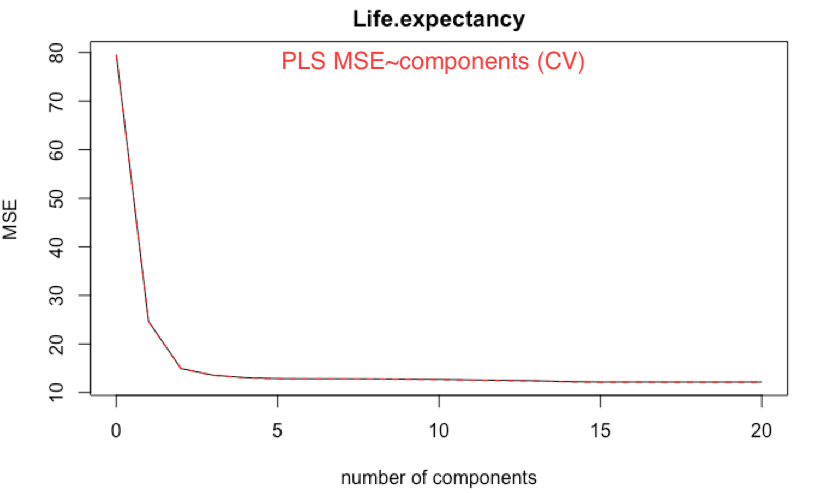 Life.expectancy
PLS MSE~components (CV)
80
70
60
50
40
30
20
10
MSE
0 5 10 15 20
number of components